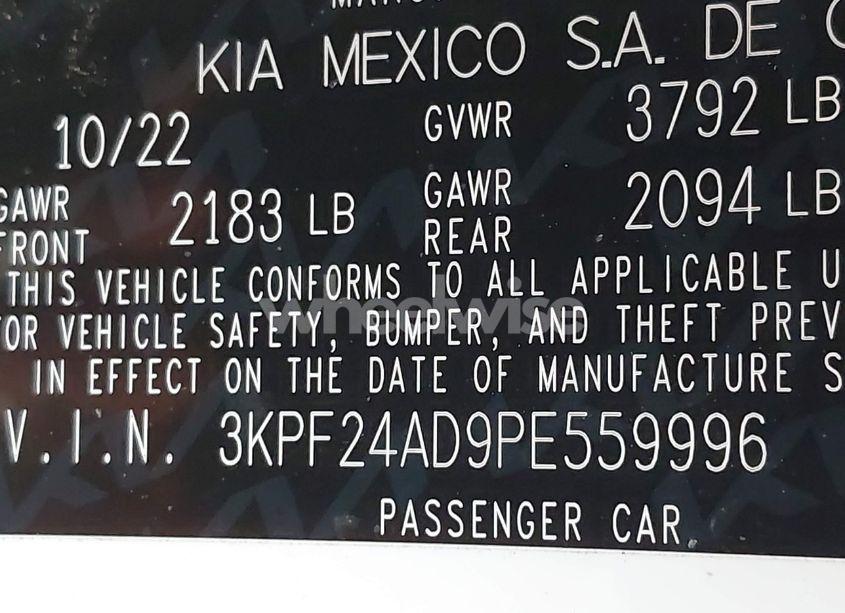 KIA MEXICO S.A. DE C
10/22 GVWR 3792 LB
GAWR FRONT 2183 LB GAWR REAR 2094 LB
THIS VEHICLE CONFORMS TO ALL APPLICABLE U
FOR VEHICLE SAFETY, BUMPER, AND THEFT PREV
IN EFFECT ON THE DATE OF MANUFACTURE S
V.I.N. 3KPF24AD9PE559996
PASSENGER CAR
wheelwise